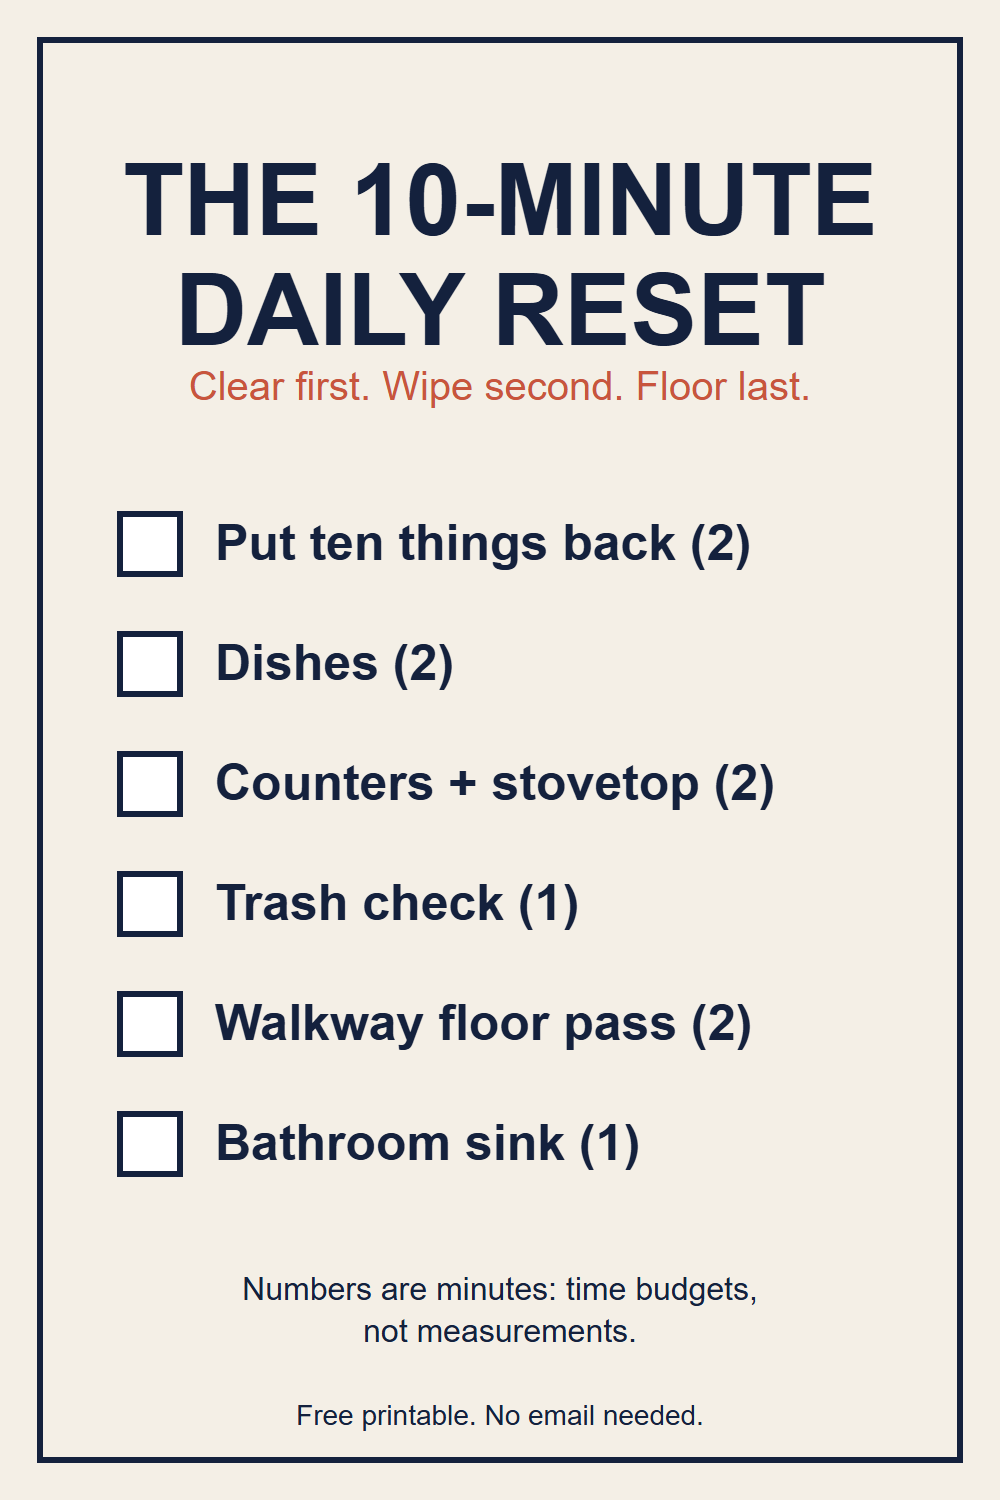 THE 10-MINUTE
DAILY RESET
Clear first. Wipe second. Floor last.
Put ten things back (2)
Dishes (2)
Counters + stovetop (2)
Trash check (1)
Walkway floor pass (2)
Bathroom sink (1)
Numbers are minutes: time budgets,
not measurements.
Free printable. No email needed.